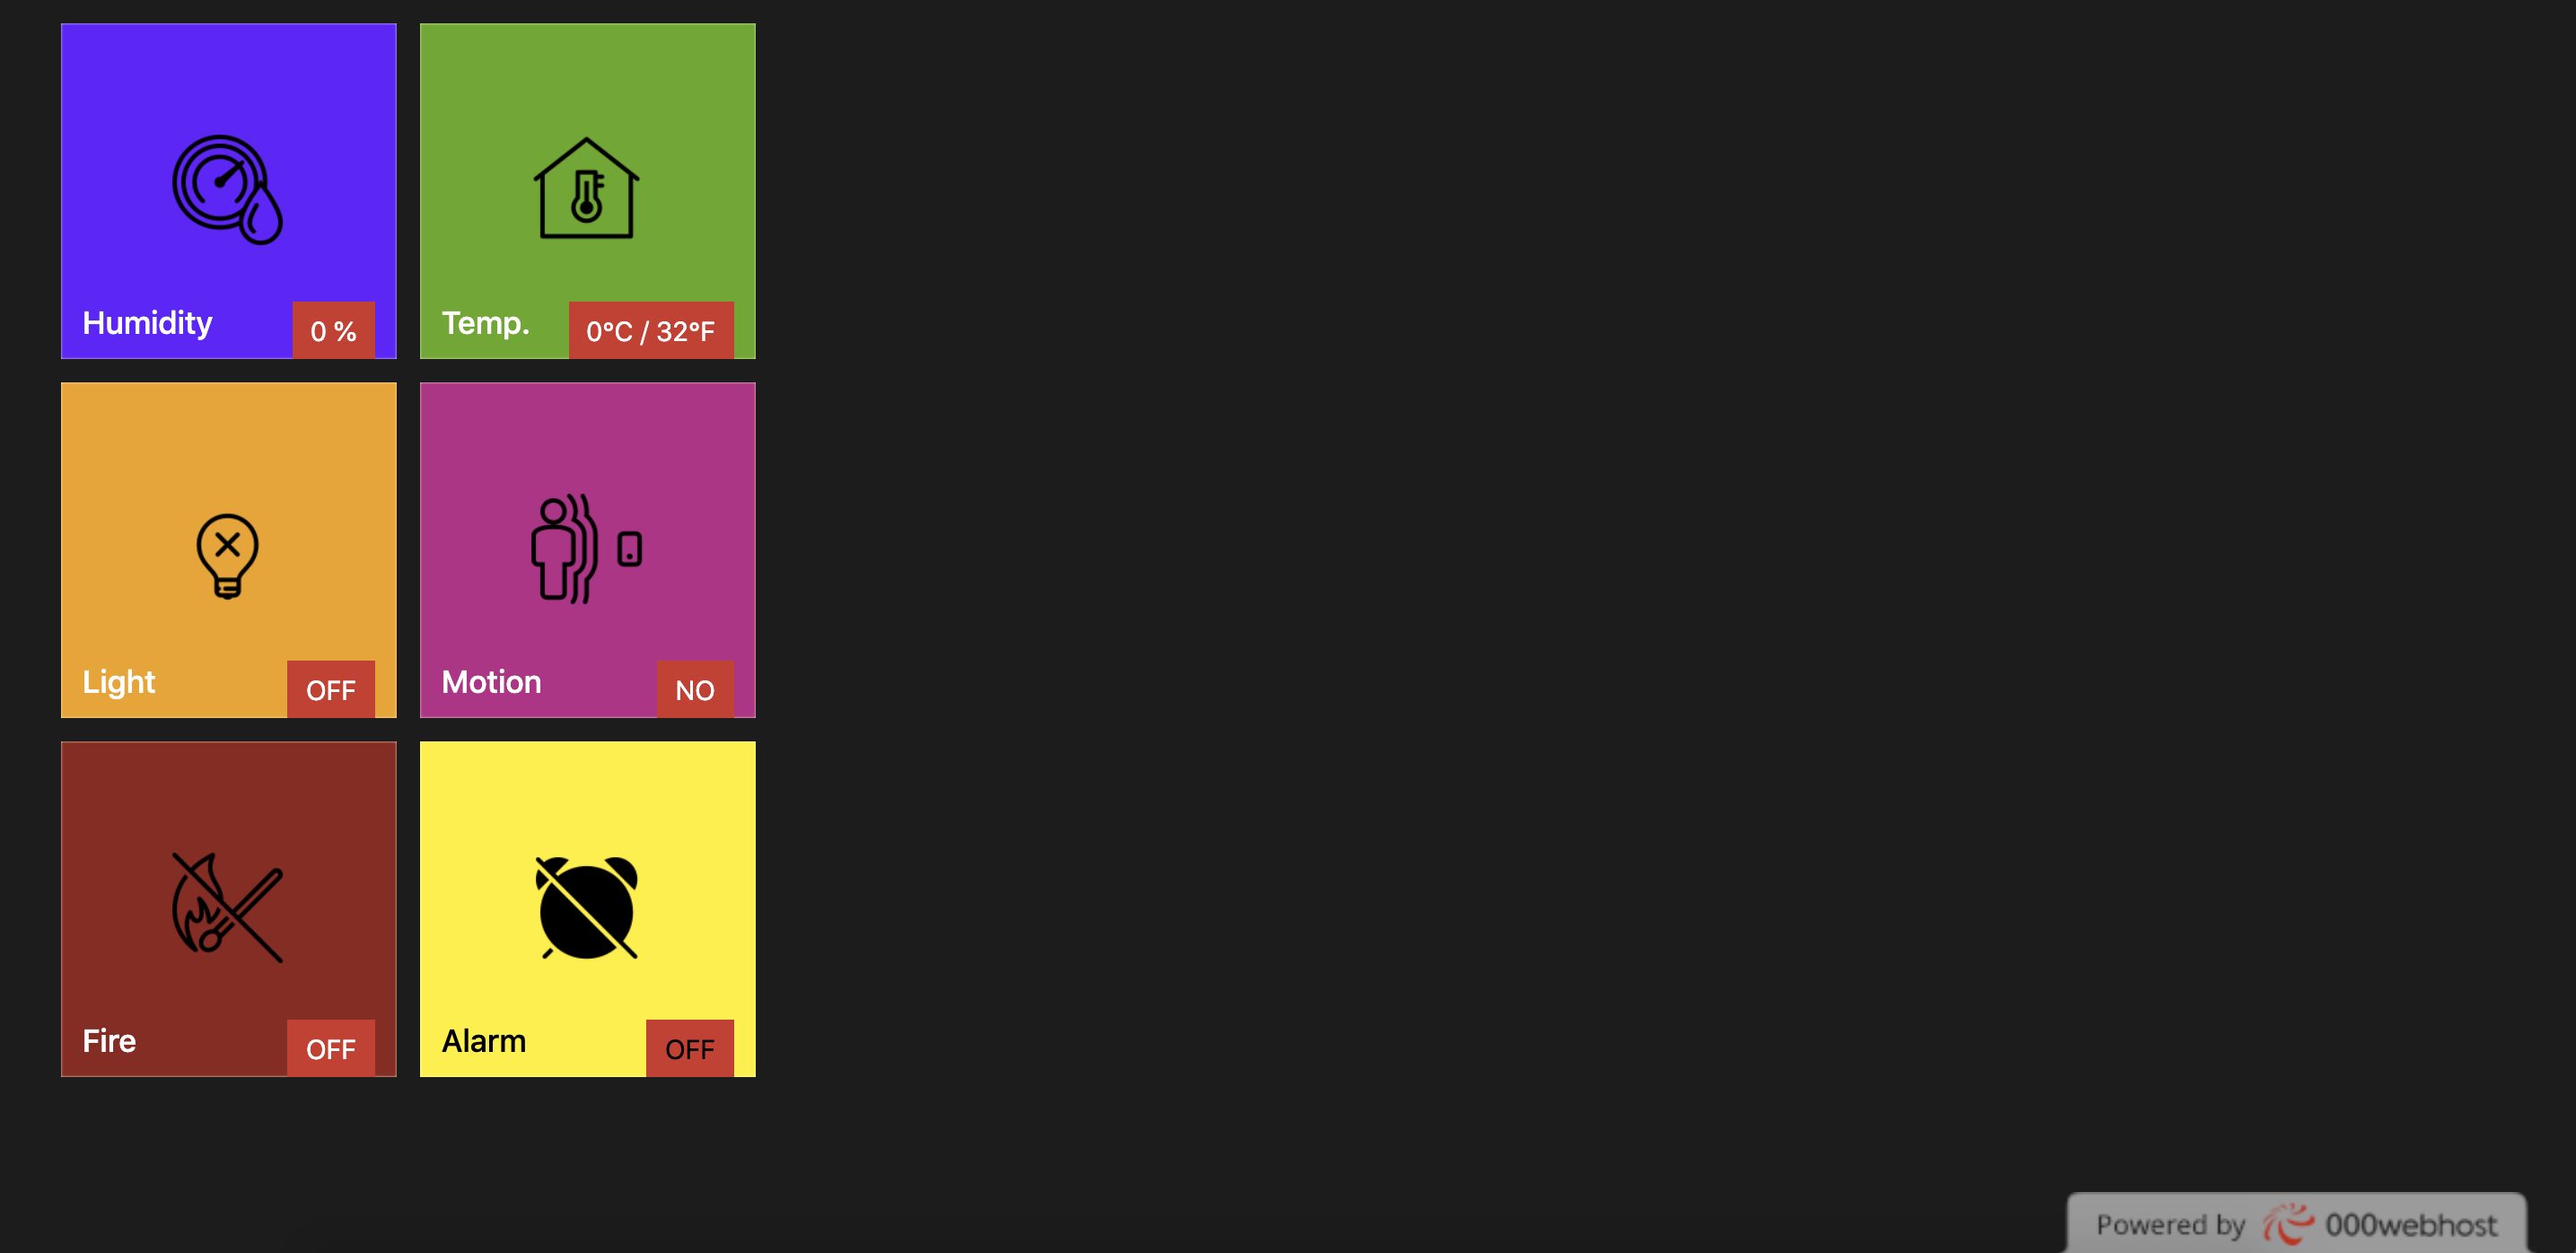 Humidity
0 %
Temp.
0°C / 32°F
Light
OFF
Motion
NO
Fire
OFF
Alarm
OFF
Powered by 000webhost